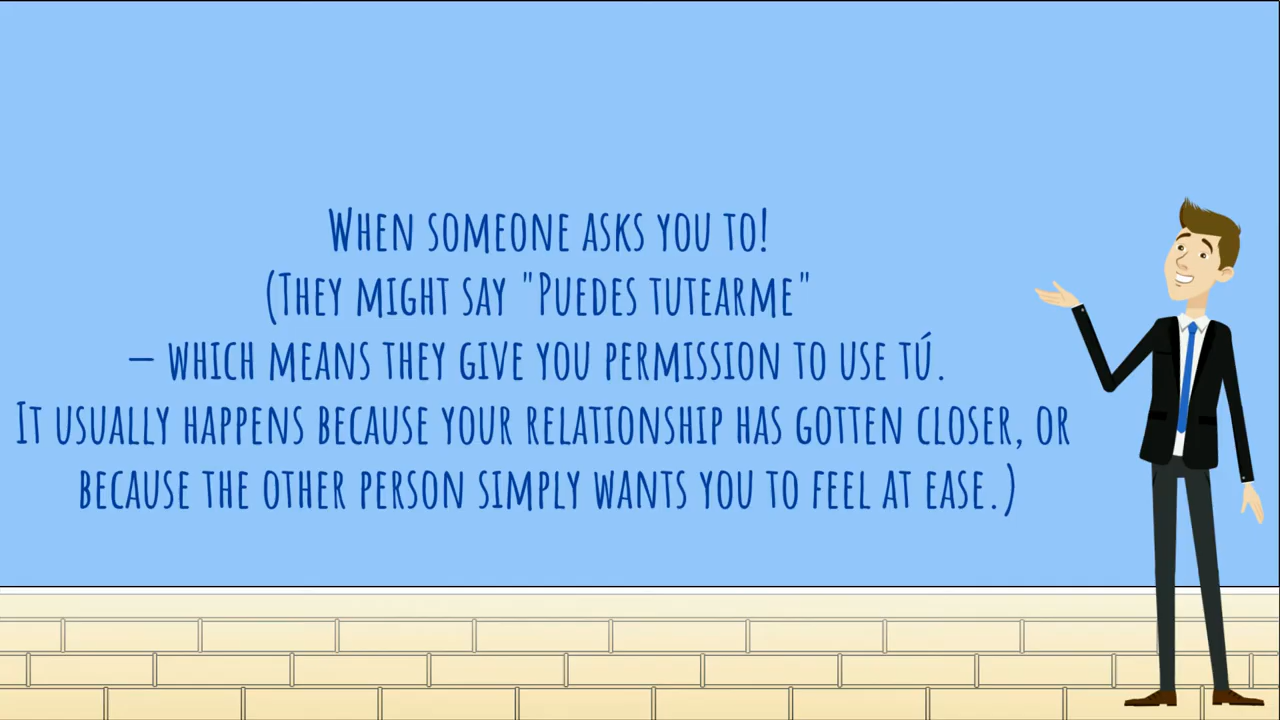 When someone asks you to!
(They might say "Puedes tutearme"
– which means they give you permission to use tú.
It usually happens because your relationship has gotten closer, or
because the other person simply wants you to feel at ease.)